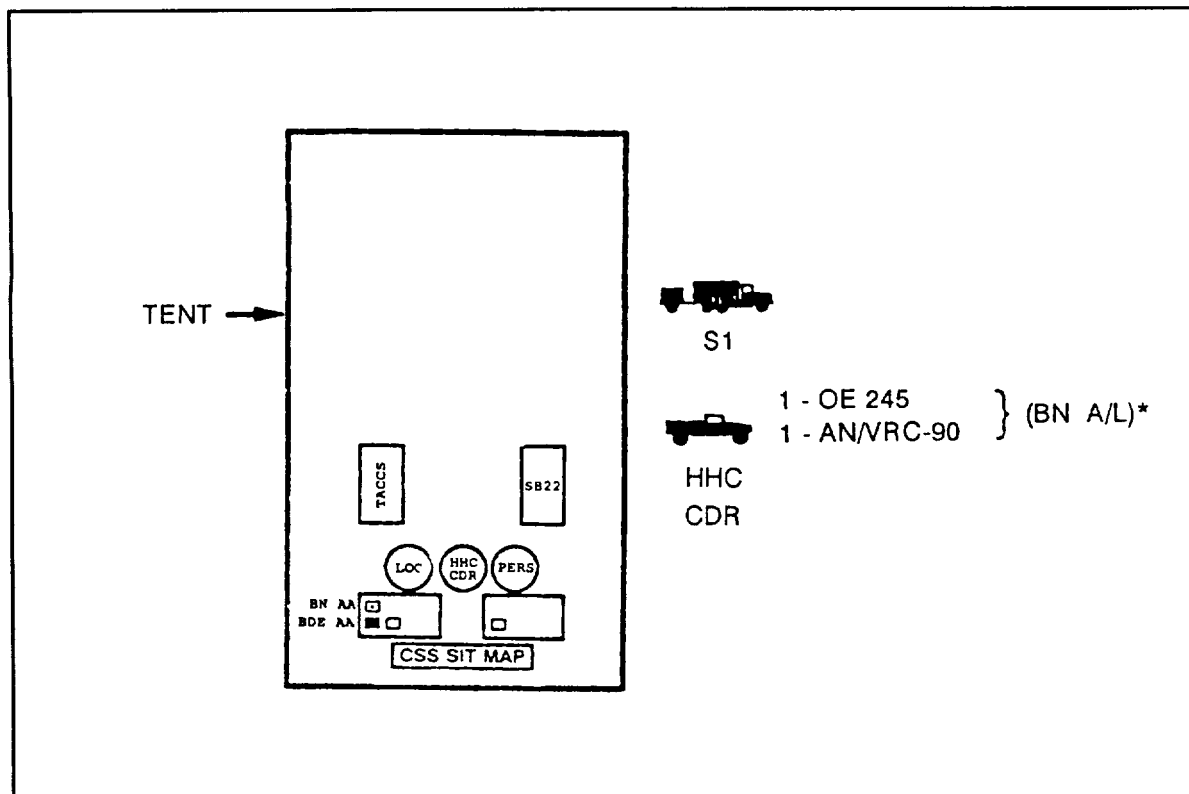 TENT
S1
1 - OE 245
1 - AN/VRC-90
(BN A/L)*
HHC
CDR
TACCS
SB22
LOC
HHC
CDR
PERS
BN AA
BDE AA
CSS SIT MAP